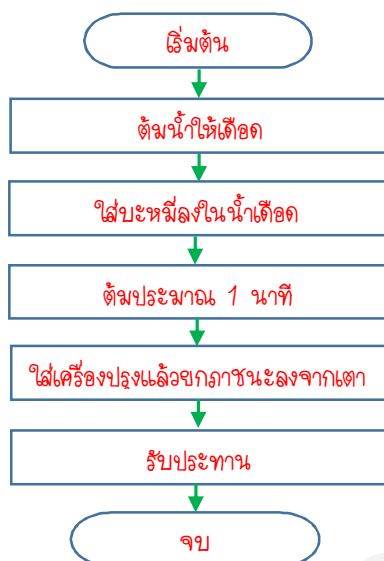 เริ่มต้น
ต้มน้ำให้เดือด
ใส่บะหมี่ลงในน้ำเดือด
ต้มประมาณ 1 นาที
ใส่เครื่องปรุงแล้วยกภาชนะลงจากเตา
รับประทาน
จบ